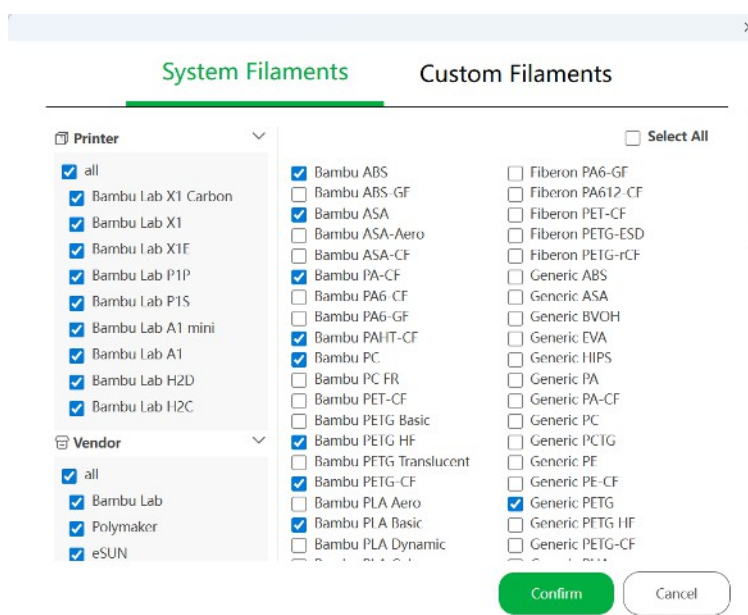 System Filaments
Custom Filaments
Printer
all
Bambu Lab X1 Carbon
Bambu Lab X1
Bambu Lab X1E
Bambu Lab P1P
Bambu Lab P1S
Bambu Lab A1 mini
Bambu Lab A1
Bambu Lab H2D
Bambu Lab H2C
Vendor
all
Bambu Lab
Polymaker
eSUN
Select All
Bambu ABS
Bambu ABS-GF
Bambu ASA
Bambu ASA-Aero
Bambu ASA-CF
Bambu PA-CF
Bambu PA6-CF
Bambu PA6-GF
Bambu PAHT-CF
Bambu PC
Bambu PC FR
Bambu PET-CF
Bambu PETG Basic
Bambu PETG HF
Bambu PETG Translucent
Bambu PETG-CF
Bambu PLA Aero
Bambu PLA Basic
Bambu PLA Dynamic
Fiberon PA6-GF
Fiberon PA612-CF
Fiberon PET-CF
Fiberon PETG-ESD
Fiberon PETG-rCF
Generic ABS
Generic ASA
Generic BVOH
Generic EVA
Generic HIPS
Generic PA
Generic PA-CF
Generic PC
Generic PCTG
Generic PE
Generic PE-CF
Generic PETG
Generic PETG HF
Generic PETG-CF
Confirm
Cancel